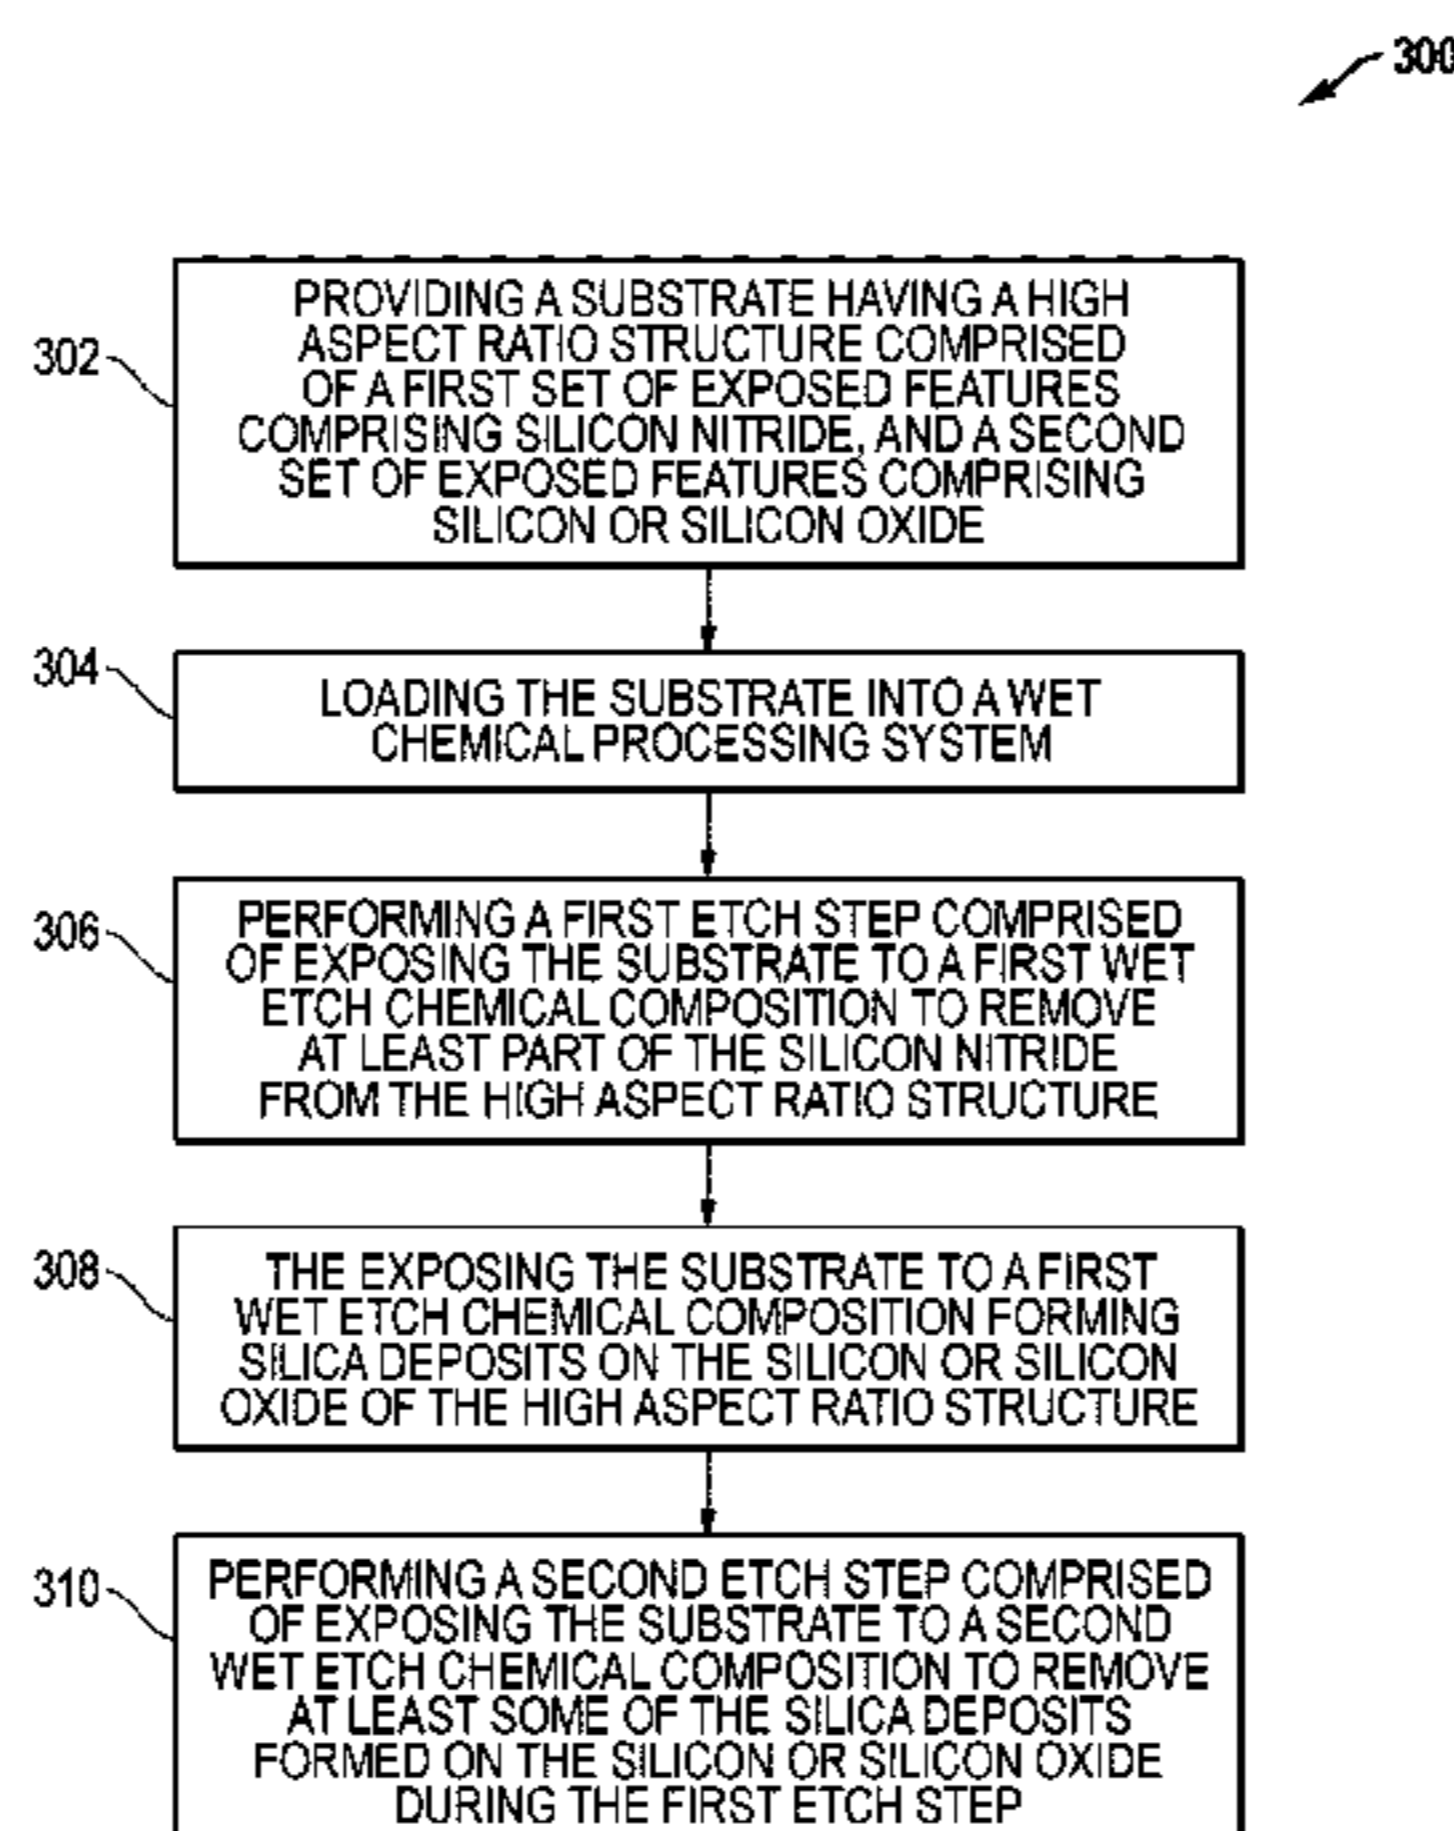 300
302
PROVIDING A SUBSTRATE HAVING A HIGH
ASPECT RATIO STRUCTURE COMPRISED
OF A FIRST SET OF EXPOSED FEATURES
COMPRISING SILICON NITRIDE, AND A SECOND
SET OF EXPOSED FEATURES COMPRISING
SILICON OR SILICON OXIDE
304
LOADING THE SUBSTRATE INTO A WET
CHEMICAL PROCESSING SYSTEM
306
PERFORMING A FIRST ETCH STEP COMPRISED
OF EXPOSING THE SUBSTRATE TO A FIRST WET
ETCH CHEMICAL COMPOSITION TO REMOVE
AT LEAST PART OF THE SILICON NITRIDE
FROM THE HIGH ASPECT RATIO STRUCTURE
308
THE EXPOSING THE SUBSTRATE TO A FIRST
WET ETCH CHEMICAL COMPOSITION FORMING
SILICA DEPOSITS ON THE SILICON OR SILICON
OXIDE OF THE HIGH ASPECT RATIO STRUCTURE
310
PERFORMING A SECOND ETCH STEP COMPRISED
OF EXPOSING THE SUBSTRATE TO A SECOND
WET ETCH CHEMICAL COMPOSITION TO REMOVE
AT LEAST SOME OF THE SILICA DEPOSITS
FORMED ON THE SILICON OR SILICON OXIDE
DURING THE FIRST ETCH STEP